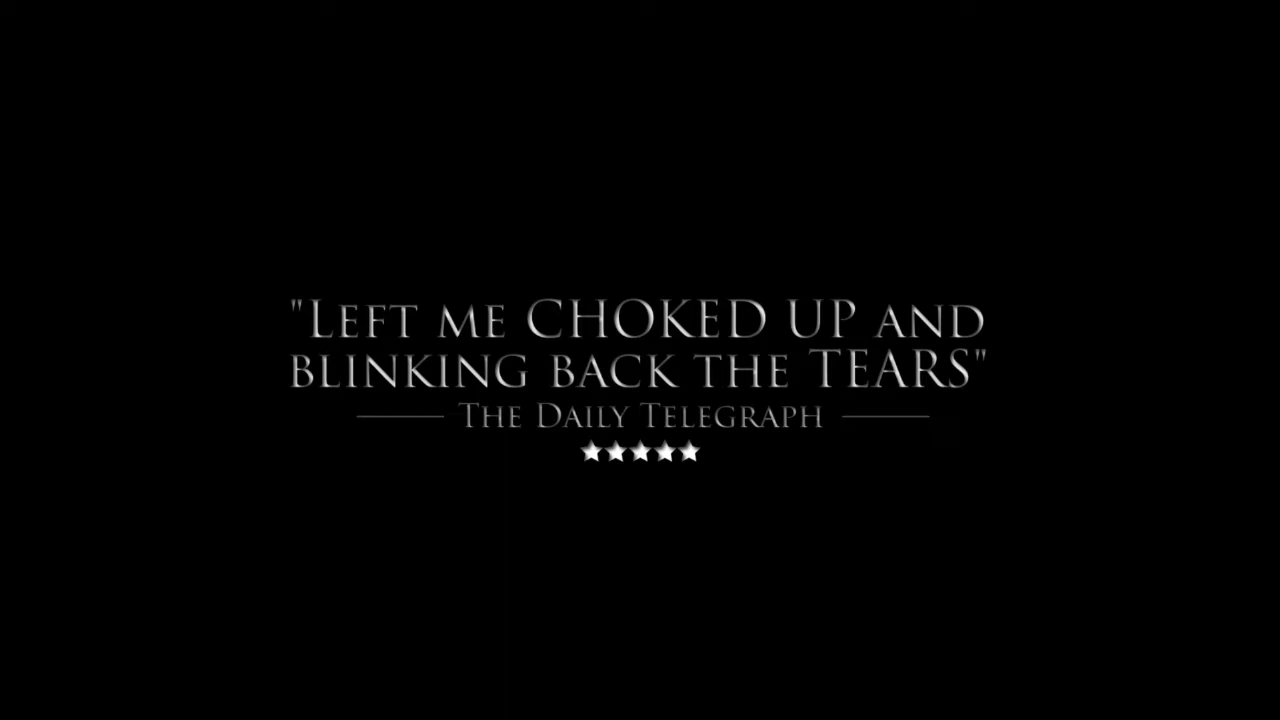 "Left me CHOKED UP and
blinking back the TEARS"
The Daily Telegraph